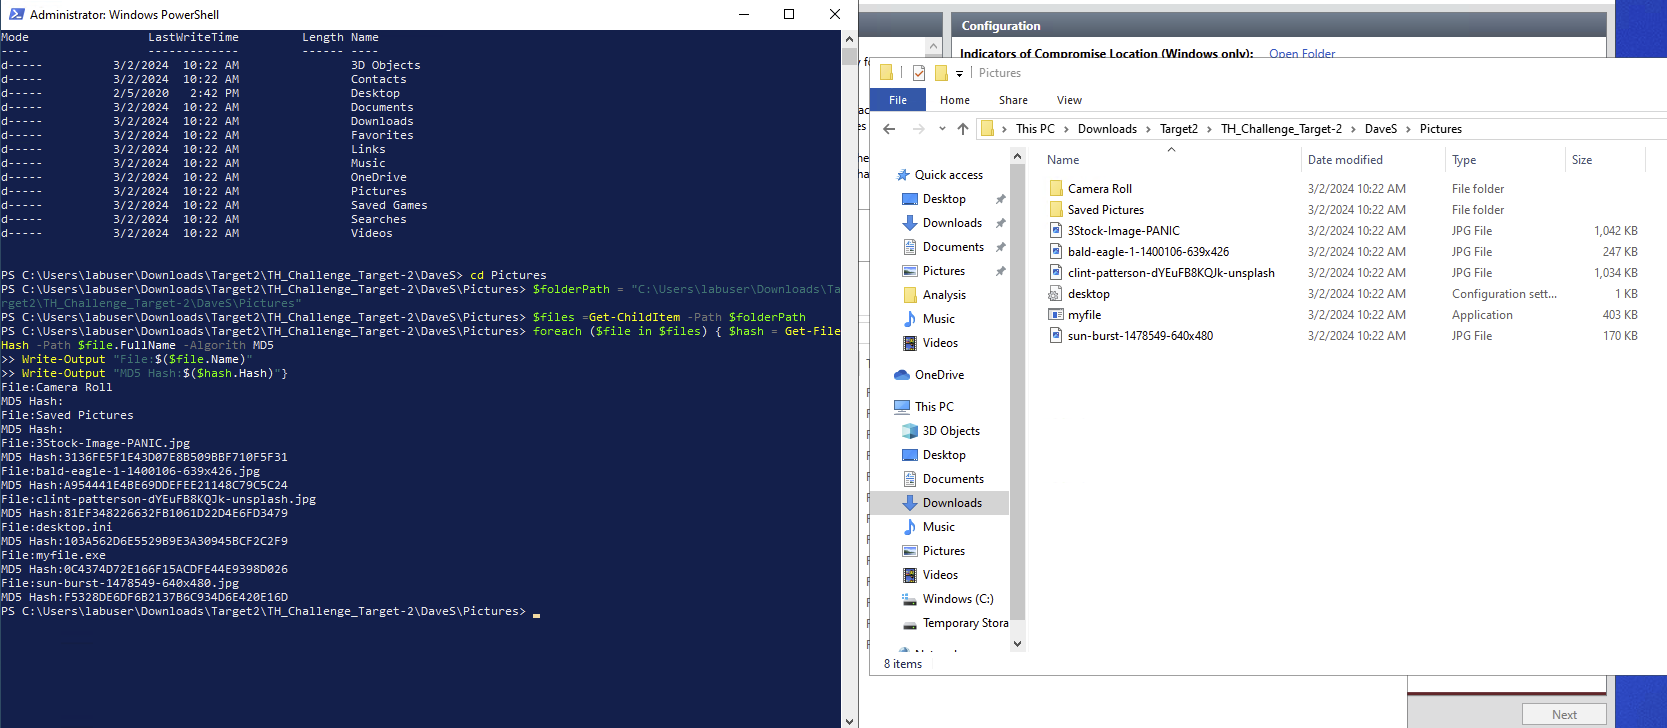 Administrator: Windows PowerShell
Mode LastWriteTime Length Name
---- ------------- ------ ----
d----- 3/2/2024 10:22 AM 3D Objects
d----- 3/2/2024 10:22 AM Contacts
d----- 2/5/2020 2:42 PM Desktop
d----- 3/2/2024 10:22 AM Documents
d----- 3/2/2024 10:22 AM Downloads
d----- 3/2/2024 10:22 AM Favorites
d----- 3/2/2024 10:22 AM Links
d----- 3/2/2024 10:22 AM Music
d----- 3/2/2024 10:22 AM OneDrive
d----- 3/2/2024 10:22 AM Pictures
d----- 3/2/2024 10:22 AM Saved Games
d----- 3/2/2024 10:22 AM Searches
d----- 3/2/2024 10:22 AM Videos
PS C:\Users\labuser\Downloads\Target2\TH_Challenge_Target-2\DaveS> cd Pictures
PS C:\Users\labuser\Downloads\Target2\TH_Challenge_Target-2\DaveS\Pictures> $folderPath = "C:\Users\labuser\Downloads\Ta
rget2\TH_Challenge_Target-2\DaveS\Pictures"
PS C:\Users\labuser\Downloads\Target2\TH_Challenge_Target-2\DaveS\Pictures> $files =Get-ChildItem -Path $folderPath
PS C:\Users\labuser\Downloads\Target2\TH_Challenge_Target-2\DaveS\Pictures> foreach ($file in $files) { $hash = Get-File
Hash -Path $file.FullName -Algorith MD5
>> Write-Output "File:$($file.Name)"
>> Write-Output "MD5 Hash:$($hash.Hash)"}
File:Camera Roll
MD5 Hash:
File:Saved Pictures
MD5 Hash:
File:3Stock-Image-PANIC.jpg
MD5 Hash:3136FE5F1E43D07E8B509BBF710F5F31
File:bald-eagle-1-1400106-639x426.jpg
MD5 Hash:A954441E4BE69DDEFEE21148C79C5C24
File:clint-patterson-dYEuFB8KQJk-unsplash.jpg
MD5 Hash:81EF348226632FB1061D22D4E6FD3479
File:desktop.ini
MD5 Hash:103A562D6E5529B9E3A30945BCF2C2F9
File:myfile.exe
MD5 Hash:0C4374D72E166F15ACDFE44E9398D026
File:sun-burst-1478549-640x480.jpg
MD5 Hash:F5328DE6DF6B2137B6C934D6E420E16D
PS C:\Users\labuser\Downloads\Target2\TH_Challenge_Target-2\DaveS\Pictures>
Configuration
Indicators of Compromise Location (Windows only): Open Folder
Pictures
File Home Share View
This PC > Downloads > Target2 > TH_Challenge_Target-2 > DaveS > Pictures
Quick access
Desktop
Downloads
Documents
Pictures
Analysis
Music
Videos
OneDrive
This PC
3D Objects
Desktop
Documents
Downloads
Music
Pictures
Videos
Windows (C:)
Temporary Stora
Name Date modified Type Size
Camera Roll 3/2/2024 10:22 AM File folder
Saved Pictures 3/2/2024 10:22 AM File folder
3Stock-Image-PANIC 3/2/2024 10:22 AM JPG File 1,042 KB
bald-eagle-1-1400106-639x426 3/2/2024 10:22 AM JPG File 247 KB
clint-patterson-dYEuFB8KQJk-unsplash 3/2/2024 10:22 AM JPG File 1,034 KB
desktop 3/2/2024 10:22 AM Configuration sett... 1 KB
myfile 3/2/2024 10:22 AM Application 403 KB
sun-burst-1478549-640x480 3/2/2024 10:22 AM JPG File 170 KB
8 items
Next